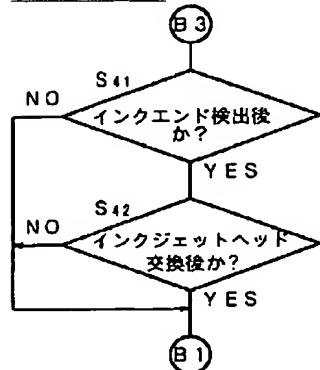 B3
S41
NO
インクエンド検出後
か?
YES
S42
NO
インクジェットヘッド
交換後か?
YES
B1